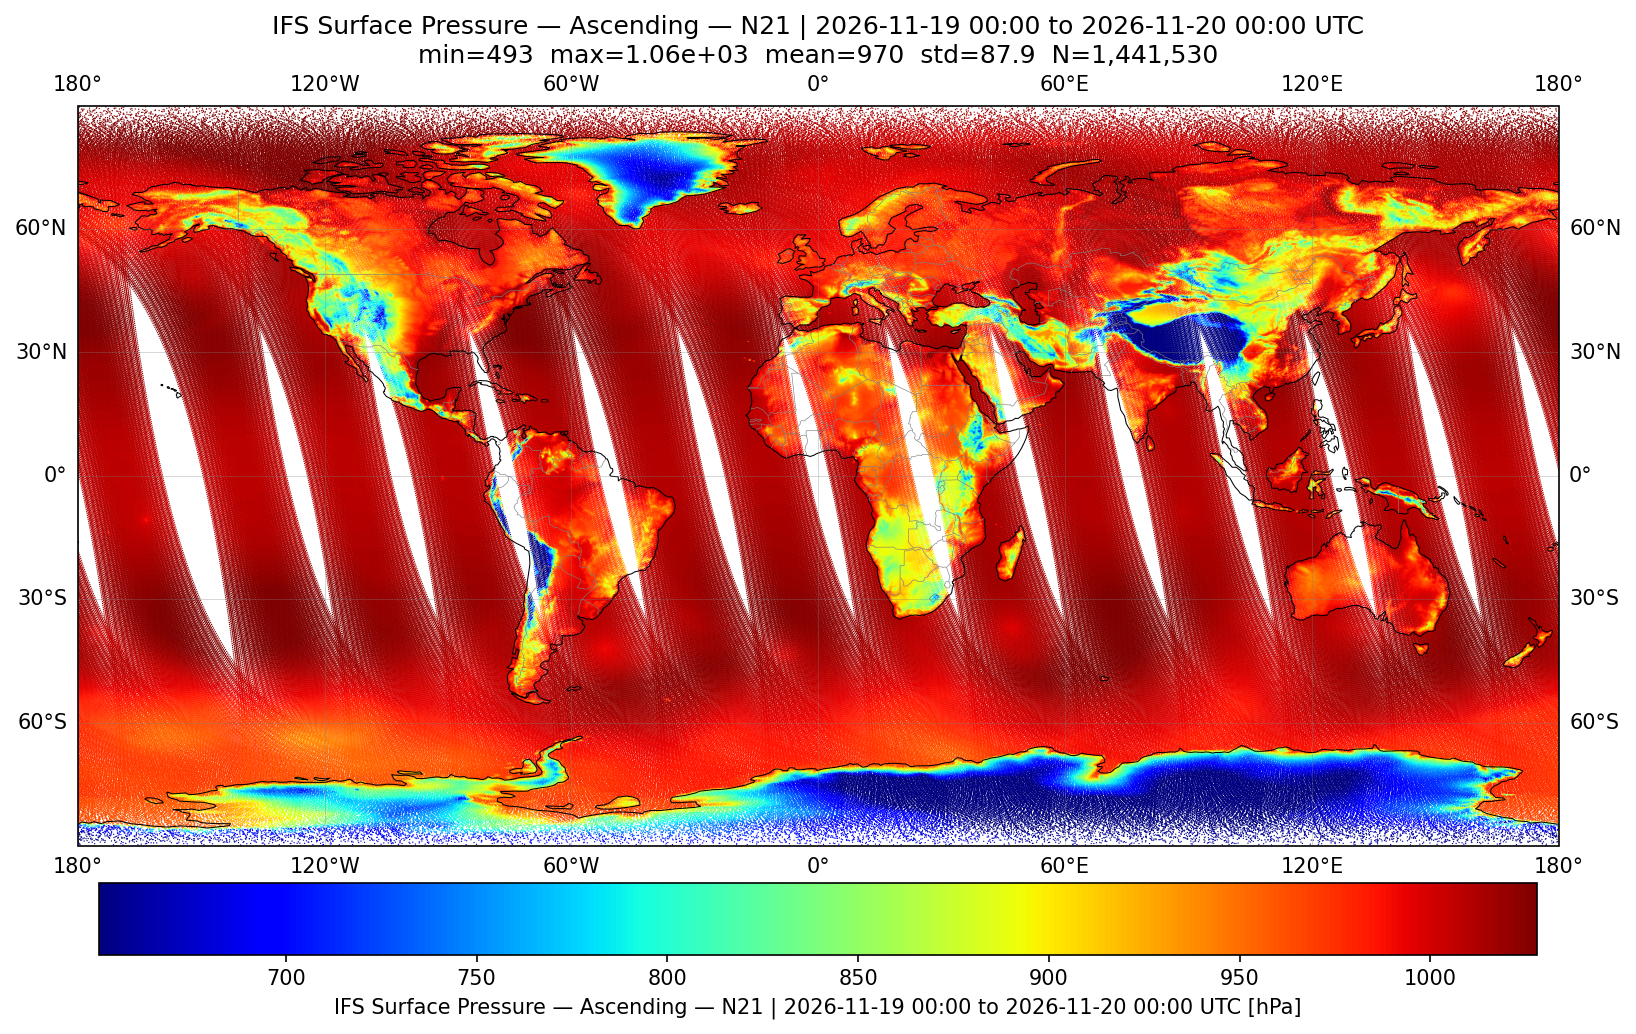 IFS Surface Pressure — Ascending — N21 | 2026-11-19 00:00 to 2026-11-20 00:00 UTC
min=493 max=1.06e+03 mean=970 std=87.9 N=1,441,530
180° 120°W 60°W 0° 60°E 120°E 180°
60°N 60°N
30°N 30°N
0° 0°
30°S 30°S
60°S 60°S
180° 120°W 60°W 0° 60°E 120°E 180°
700 750 800 850 900 950 1000
IFS Surface Pressure — Ascending — N21 | 2026-11-19 00:00 to 2026-11-20 00:00 UTC [hPa]